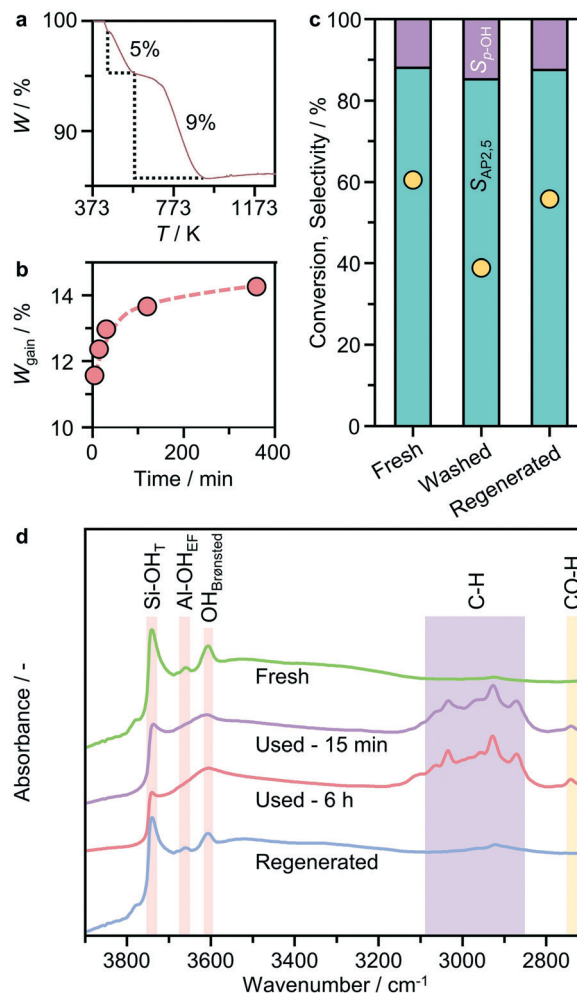 a
100
90
W / %
5%
9%
373
773
1173
T / K
b
14
12
10
W_gain / %
0
200
400
Time / min
c
100
80
60
40
20
0
Conversion, Selectivity / %
S_p-OH
S_AP2,5
Fresh
Washed
Regenerated
d
Si-OH_T
Al-OH_EF
OH_Brønsted
C-H
CO-H
Fresh
Used - 15 min
Used - 6 h
Regenerated
Absorbance / -
3800
3600
3400
3200
3000
2800
Wavenumber / cm⁻¹